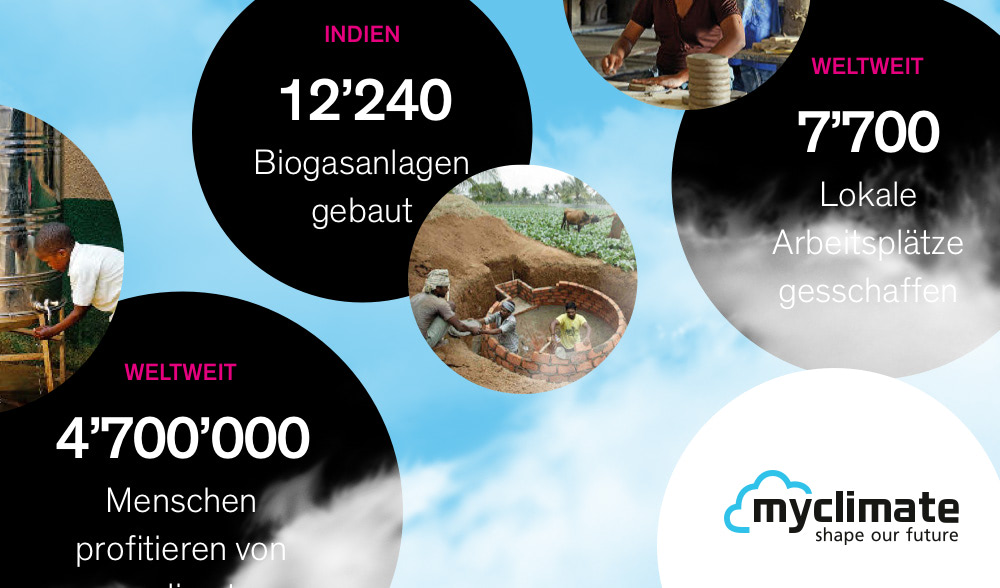 INDIEN
12’240
Biogasanlagen
gebaut
WELTWEIT
7’700
Lokale
Arbeitsplätze
gesschaffen
WELTWEIT
4’700’000
Menschen
profitieren von
myclimate
shape our future